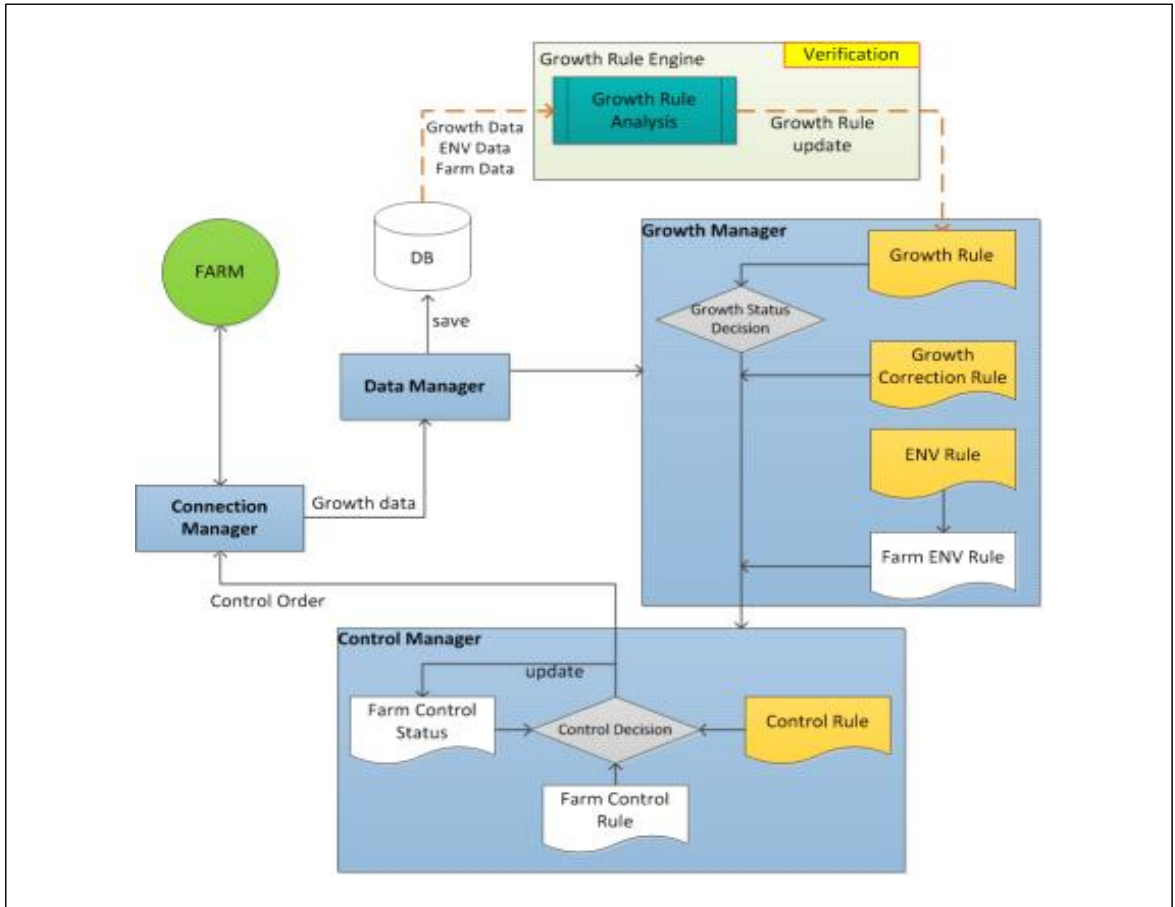 Verification
Growth Rule Engine
Growth Rule
Analysis
Growth Data
ENV Data
Farm Data
Growth Rule
update
Growth Manager
DB
FARM
Growth Rule
Growth Status
Decision
save
Growth
Correction Rule
Data Manager
ENV Rule
Connection
Manager
Growth data
Farm ENV Rule
Control Order
Control Manager
update
Farm Control
Status
Control Decision
Control Rule
Farm Control
Rule